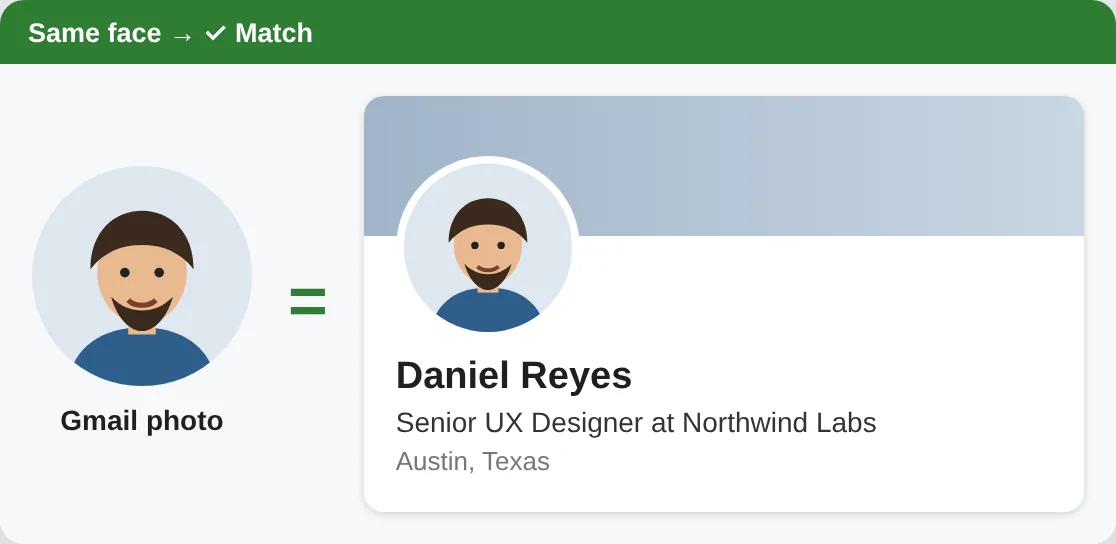 Same face → ✓ Match
Gmail photo
=
Daniel Reyes
Senior UX Designer at Northwind Labs
Austin, Texas